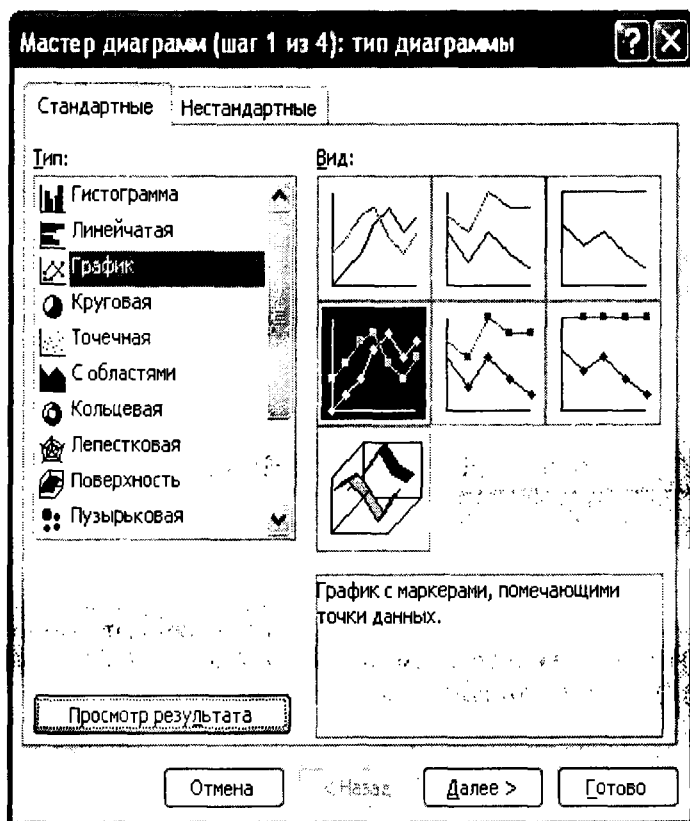 Мастер диаграмм (шаг 1 из 4): тип диаграммы
Стандартные Нестандартные
Тип:
Гистограмма
Линейчатая
График
Круговая
Точечная
С областями
Кольцевая
Лепестковая
Поверхность
Пузырьковая
Вид:
График с маркерами, помечающими
точки данных.
Просмотр результата
Отмена < Назад Далее > Готово